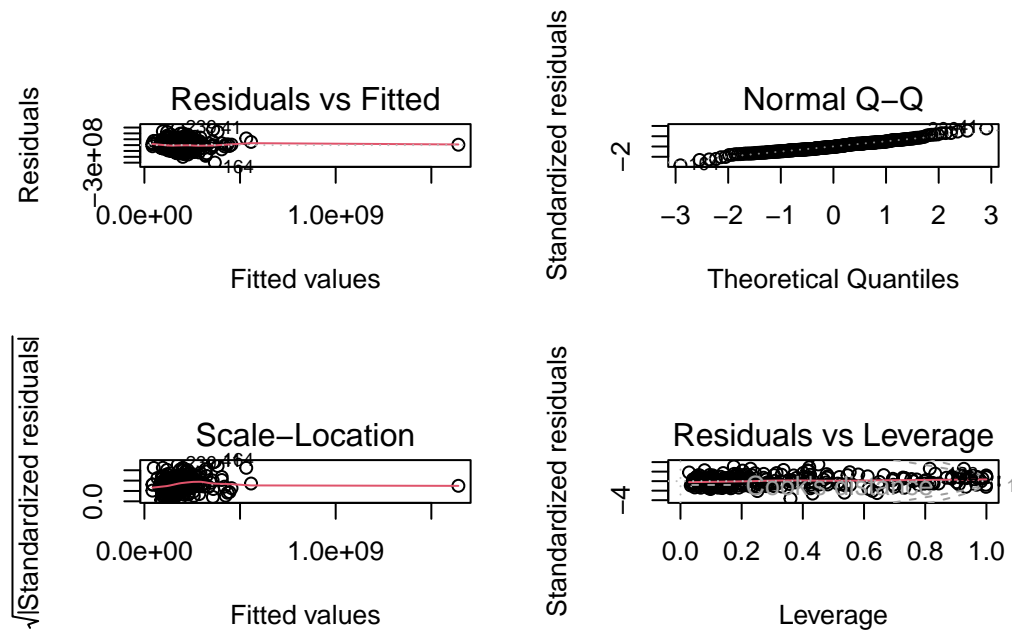 Residuals vs Fitted
Residuals
−3e+08
164
0.0e+00 1.0e+09
Fitted values
Normal Q−Q
Standardized residuals
−2
−3 −2 −1 0 1 2 3
Theoretical Quantiles
Scale−Location
√|Standardized residuals|
0.0
0.0e+00 1.0e+09
Fitted values
Residuals vs Leverage
Standardized residuals
−4
Cook's distance
0.0 0.2 0.4 0.6 0.8 1.0
Leverage